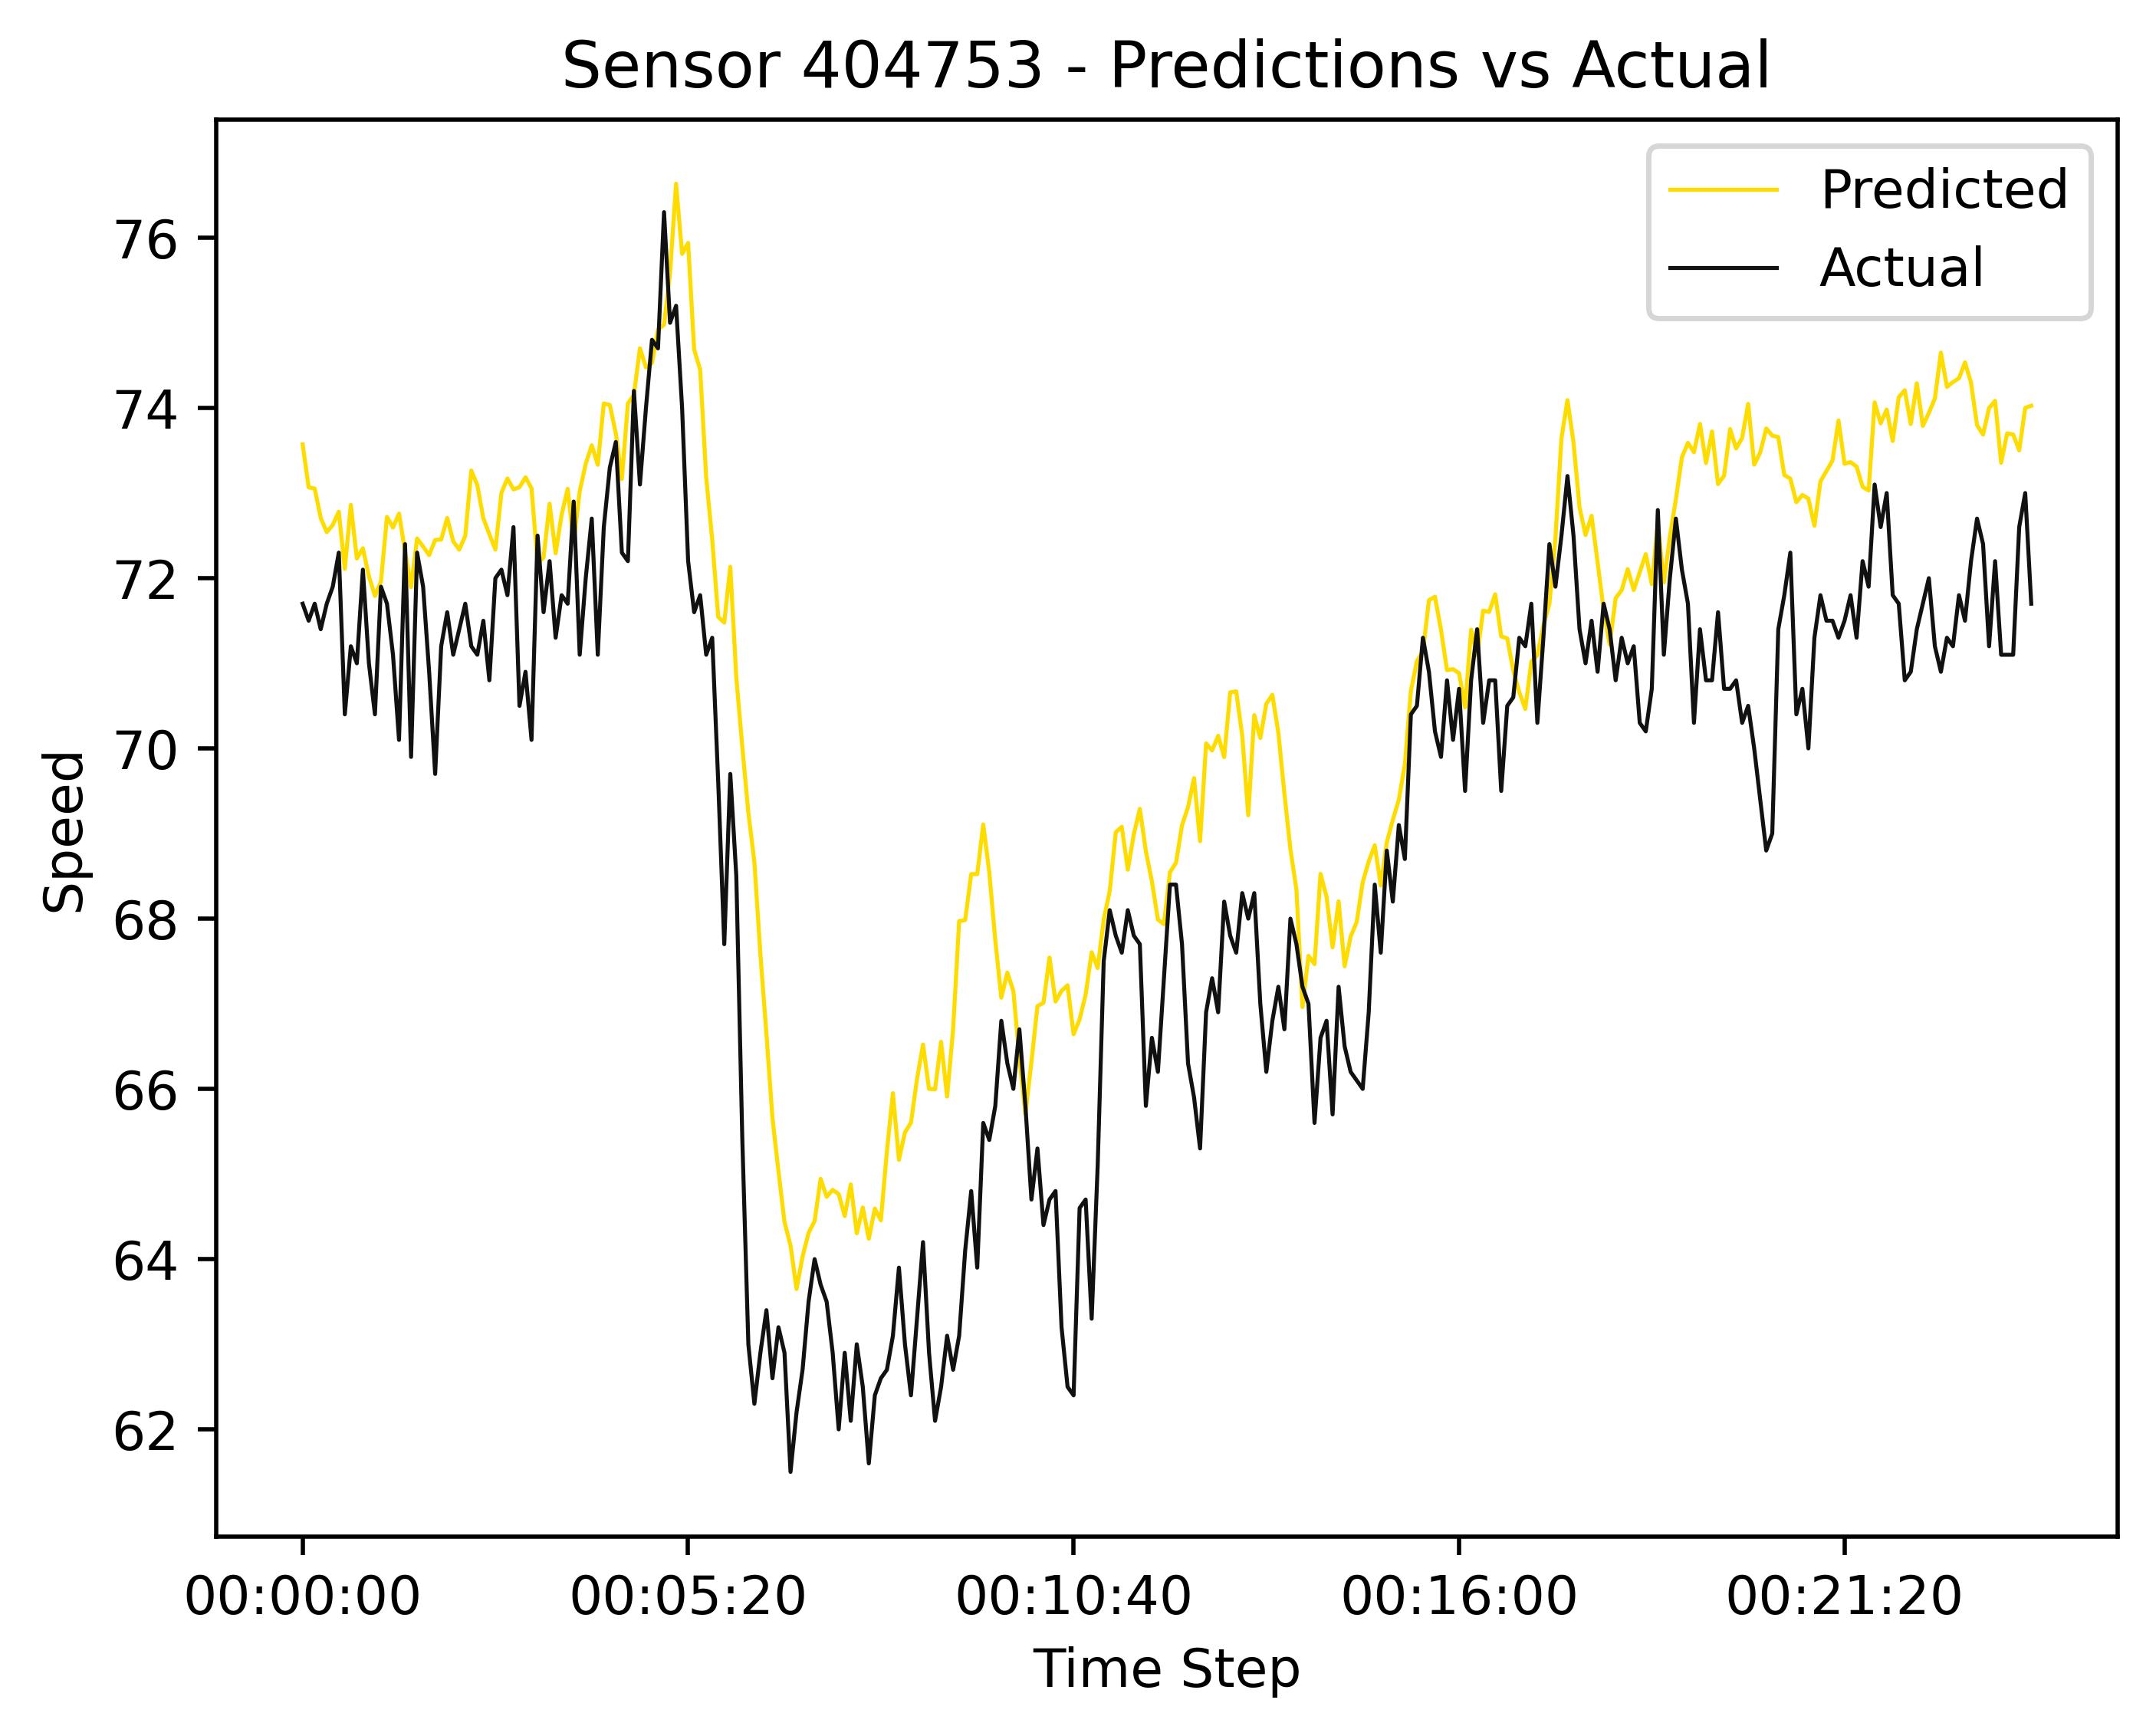 Sensor 404753 - Predictions vs Actual
Predicted
Actual
76
74
72
70
68
66
64
62
Speed
00:00:00 00:05:20 00:10:40 00:16:00 00:21:20
Time Step